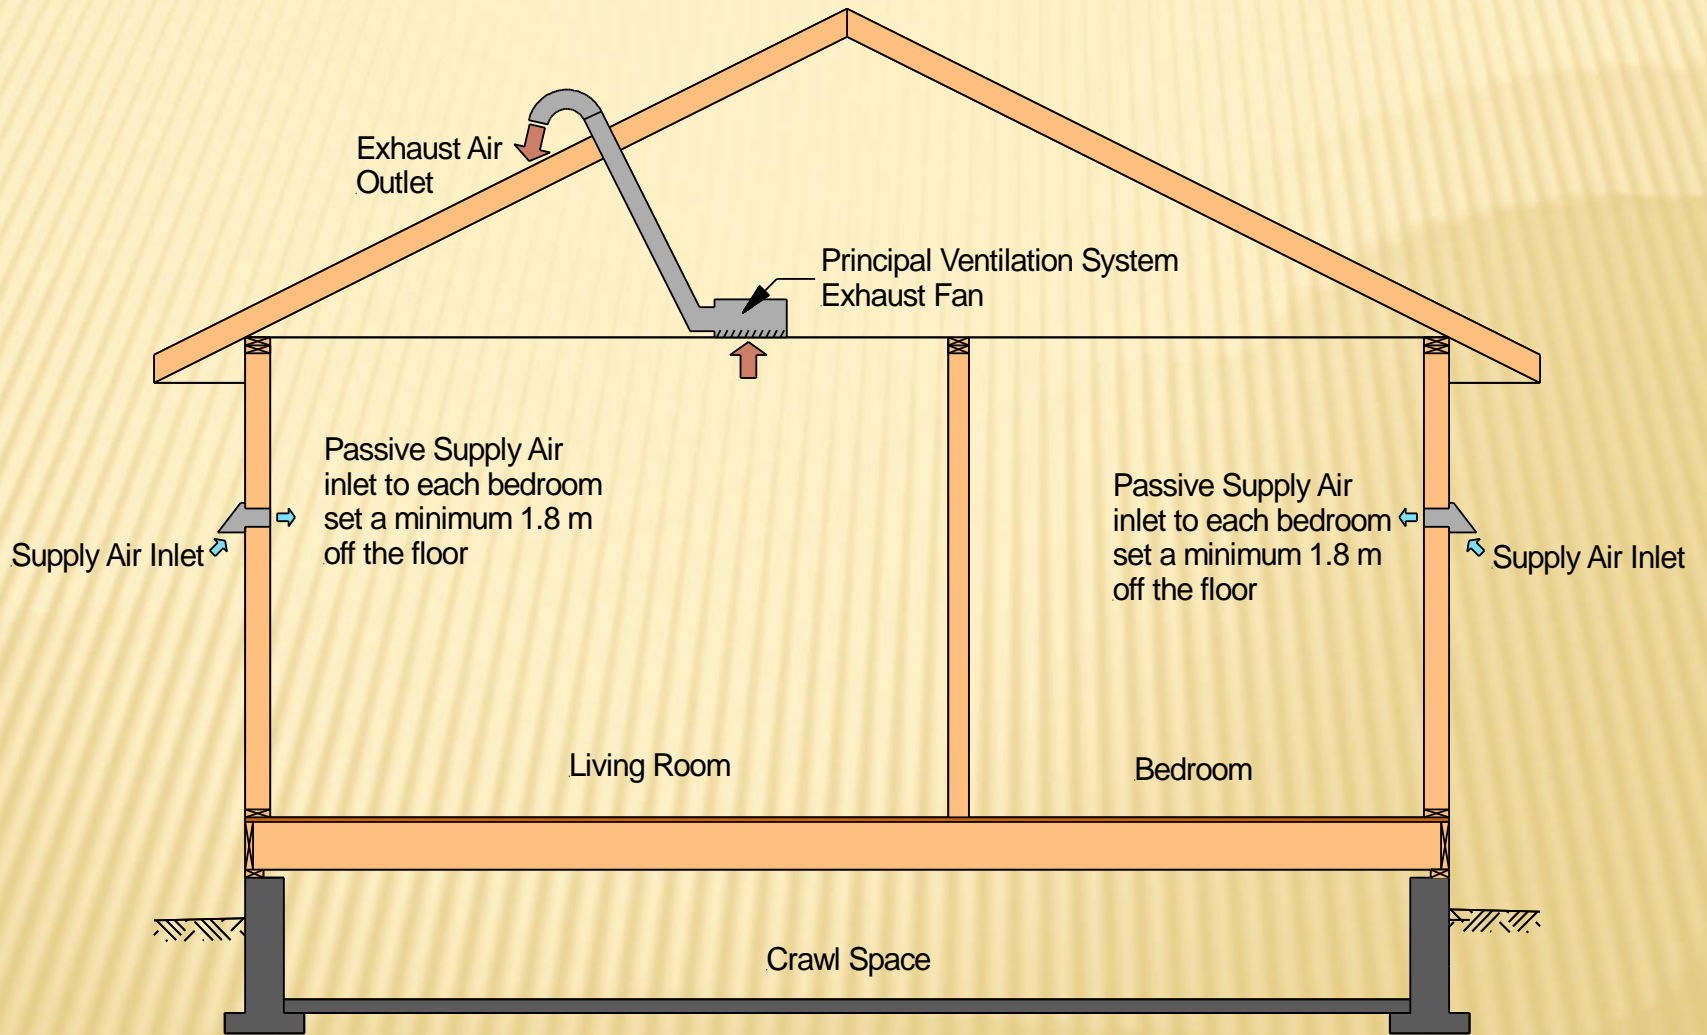 Exhaust Air
Outlet
Principal Ventilation System
Exhaust Fan
Passive Supply Air
inlet to each bedroom
set a minimum 1.8 m
off the floor
Supply Air Inlet
Passive Supply Air
inlet to each bedroom
set a minimum 1.8 m
off the floor
Supply Air Inlet
Living Room
Bedroom
Crawl Space